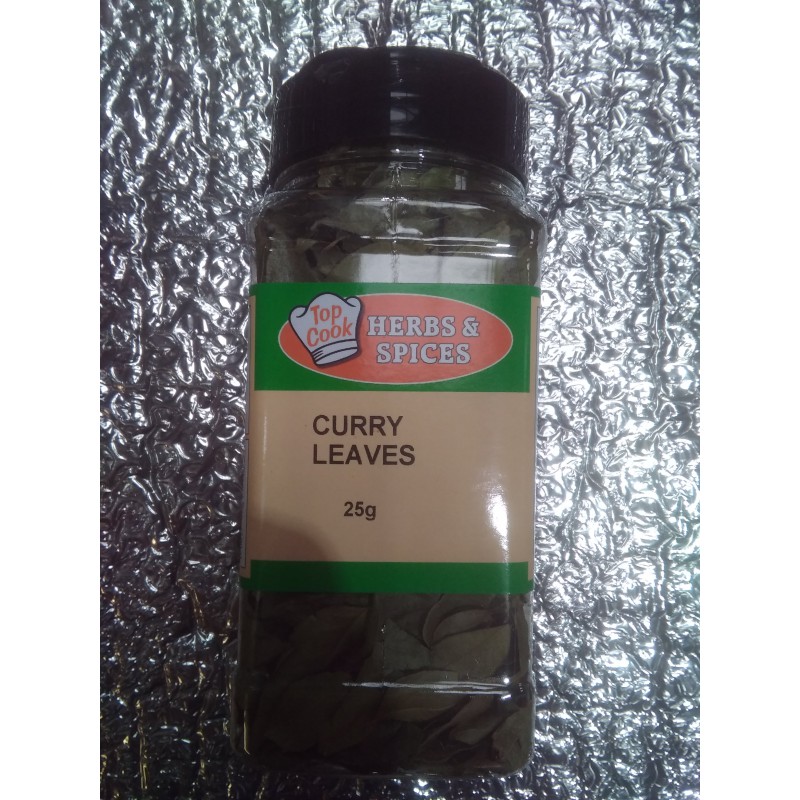 Top
Cook
HERBS &
SPICES
CURRY
LEAVES
25g